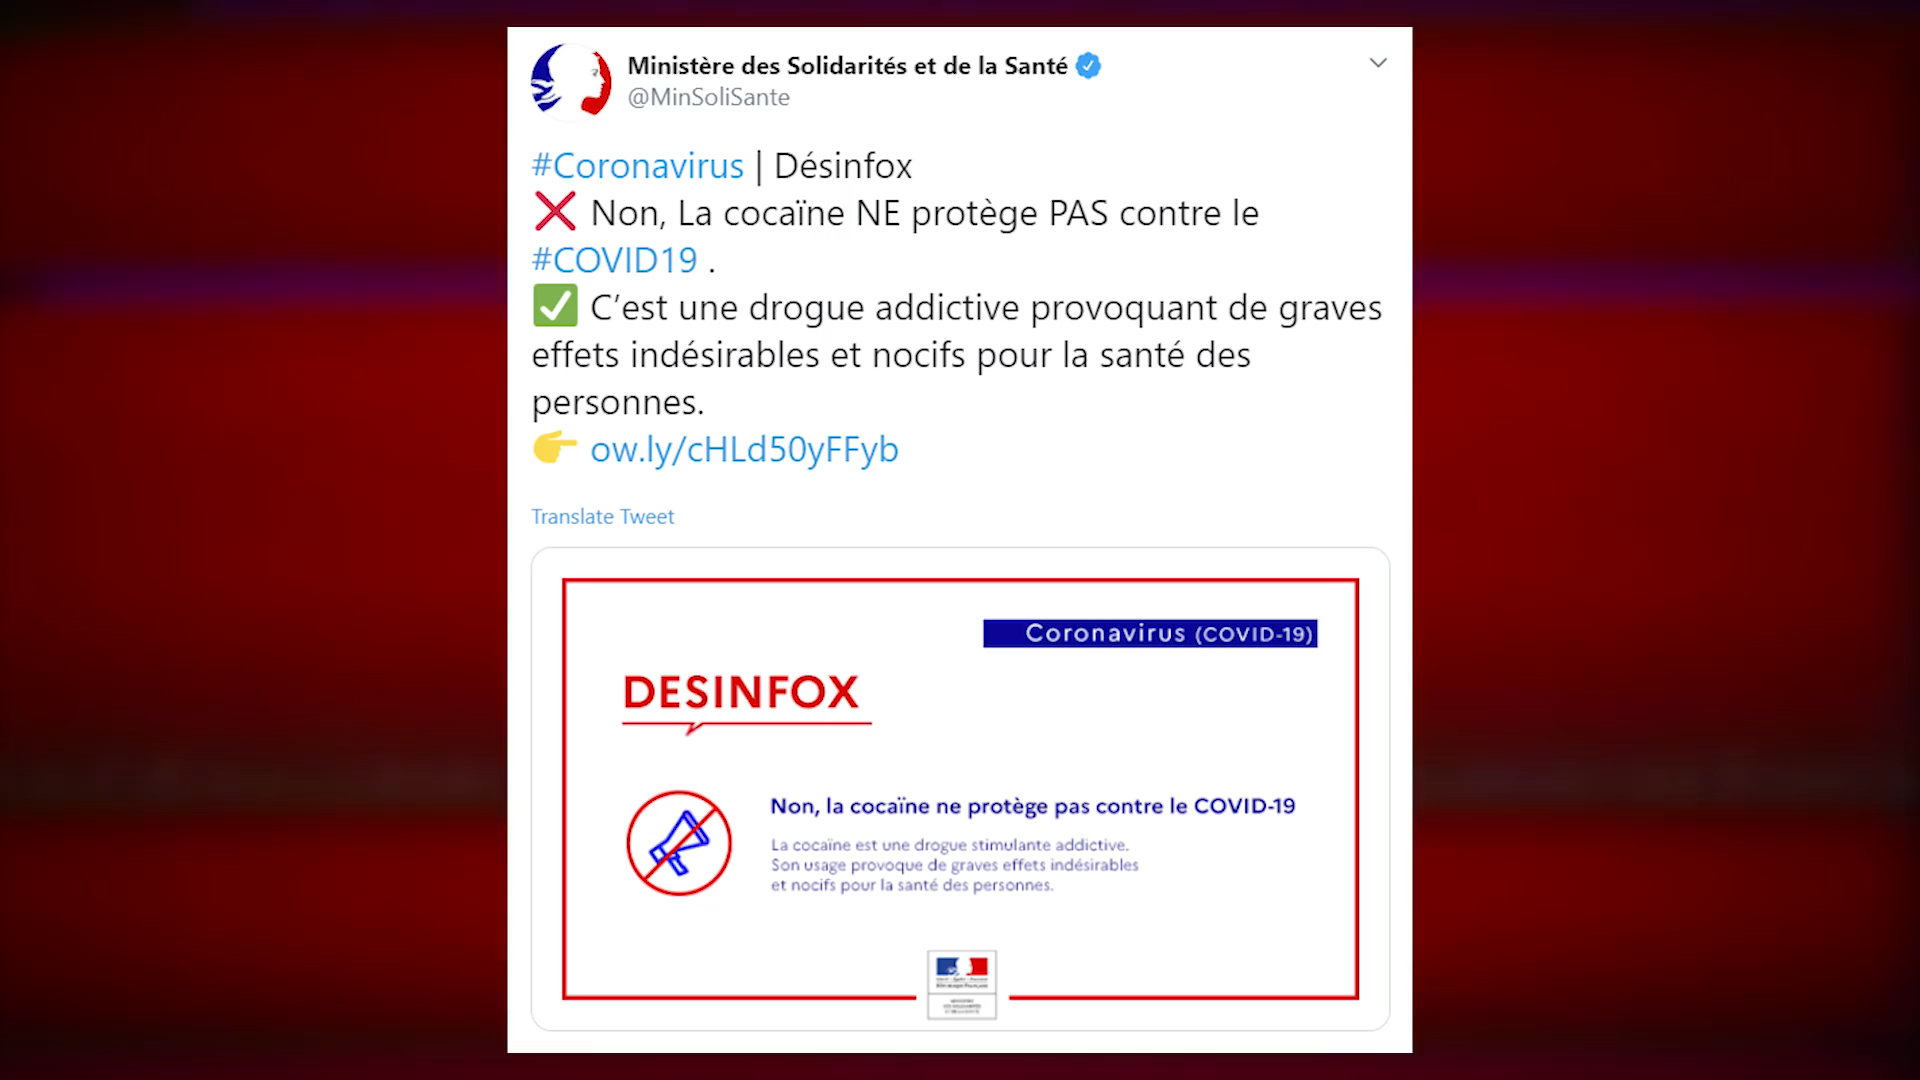 Ministère des Solidarités et de la Santé
@MinSoliSante
#Coronavirus | Désinfox
❌ Non, La cocaïne NE protège PAS contre le
#COVID19 .
✅ C’est une drogue addictive provoquant de graves
effets indésirables et nocifs pour la santé des
personnes.
👉 ow.ly/cHLd50yFFyb
Translate Tweet
Coronavirus (COVID-19)
DESINFOX
Non, la cocaïne ne protège pas contre le COVID-19
La cocaïne est une drogue stimulante addictive.
Son usage provoque de graves effets indésirables
et nocifs pour la santé des personnes.